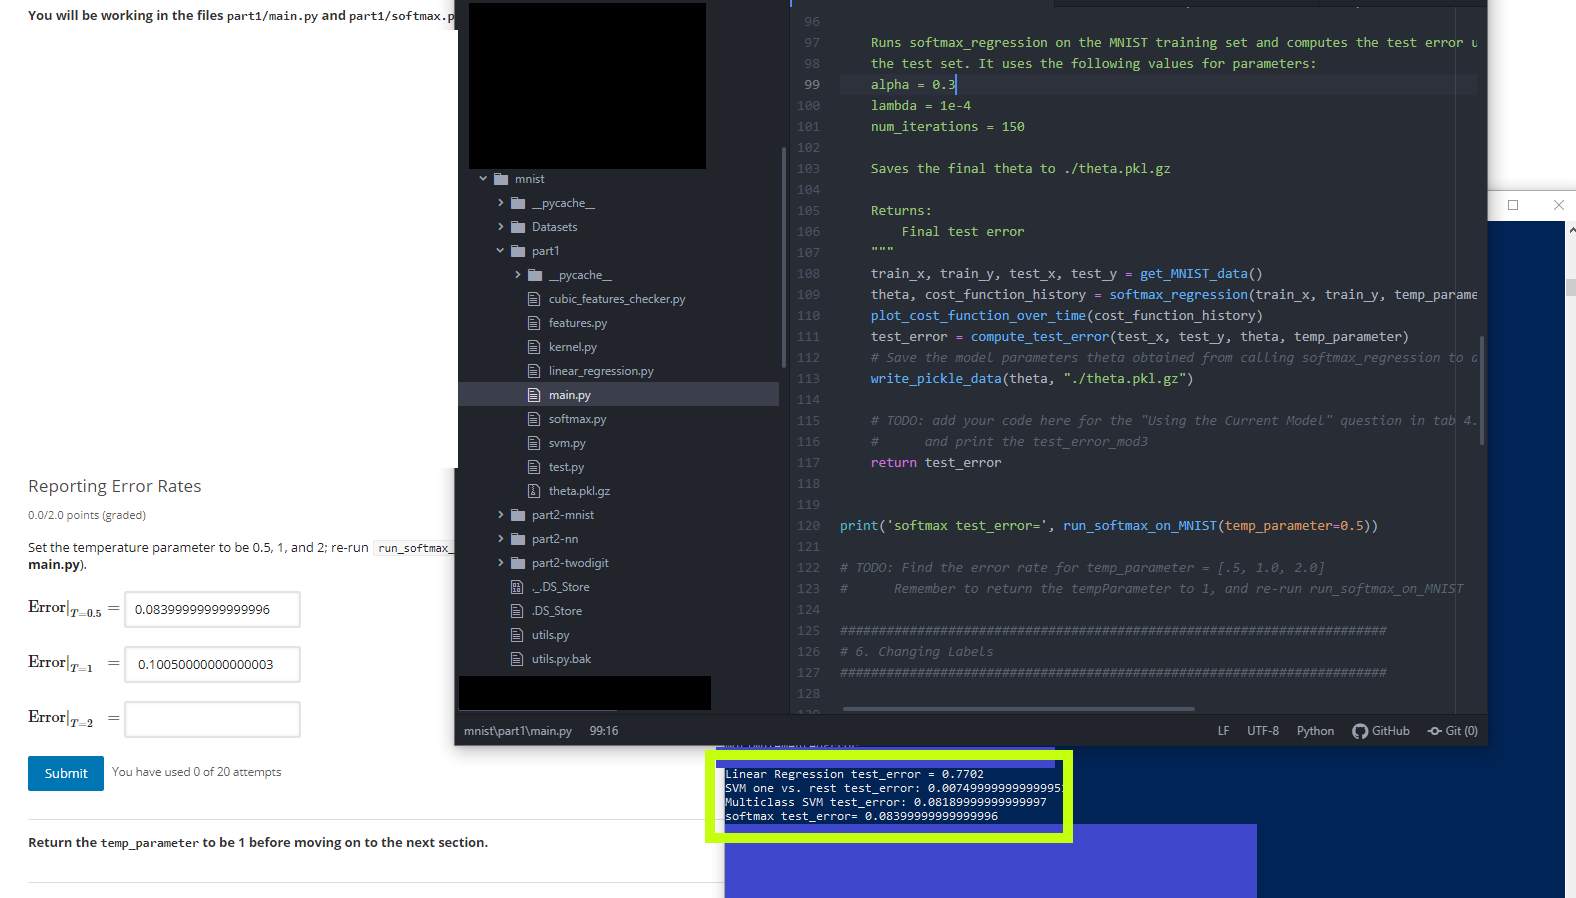 You will be working in the files part1/main.py and part1/softmax.p
Reporting Error Rates
0.0/2.0 points (graded)
Set the temperature parameter to be 0.5, 1, and 2; re-run run_softmax_
main.py).
Error|T=0.5 = 0.08399999999999996
Error|T=1 = 0.10050000000000003
Error|T=2 =
Submit You have used 0 of 20 attempts
Return the temp_parameter to be 1 before moving on to the next section.
mnist
__pycache__
Datasets
part1
__pycache__
cubic_features_checker.py
features.py
kernel.py
linear_regression.py
main.py
softmax.py
svm.py
test.py
theta.pkl.gz
part2-mnist
part2-nn
part2-twodigit
._.DS_Store
.DS_Store
utils.py
utils.py.bak
96
97 Runs softmax_regression on the MNIST training set and computes the test error u
98 the test set. It uses the following values for parameters:
99 alpha = 0.3
100 lambda = 1e-4
101 num_iterations = 150
102
103 Saves the final theta to ./theta.pkl.gz
104
105 Returns:
106 Final test error
107 """
108 train_x, train_y, test_x, test_y = get_MNIST_data()
109 theta, cost_function_history = softmax_regression(train_x, train_y, temp_parame
110 plot_cost_function_over_time(cost_function_history)
111 test_error = compute_test_error(test_x, test_y, theta, temp_parameter)
112 # Save the model parameters theta obtained from calling softmax_regression to d
113 write_pickle_data(theta, "./theta.pkl.gz")
114
115 # TODO: add your code here for the "Using the Current Model" question in tab 4.
116 # and print the test_error_mod3
117 return test_error
118
119
120 print('softmax test_error=', run_softmax_on_MNIST(temp_parameter=0.5))
121
122 # TODO: Find the error rate for temp_parameter = [.5, 1.0, 2.0]
123 # Remember to return the tempParameter to 1, and re-run run_softmax_on_MNIST
124
125 #######################################################################
126 # 6. Changing Labels
127 #######################################################################
128
mnist\part1\main.py 99:16 LF UTF-8 Python GitHub Git (0)
Linear Regression test_error = 0.7702
SVM one vs. rest test_error: 0.007499999999999951
Multiclass SVM test_error: 0.08189999999999997
softmax test_error= 0.08399999999999996